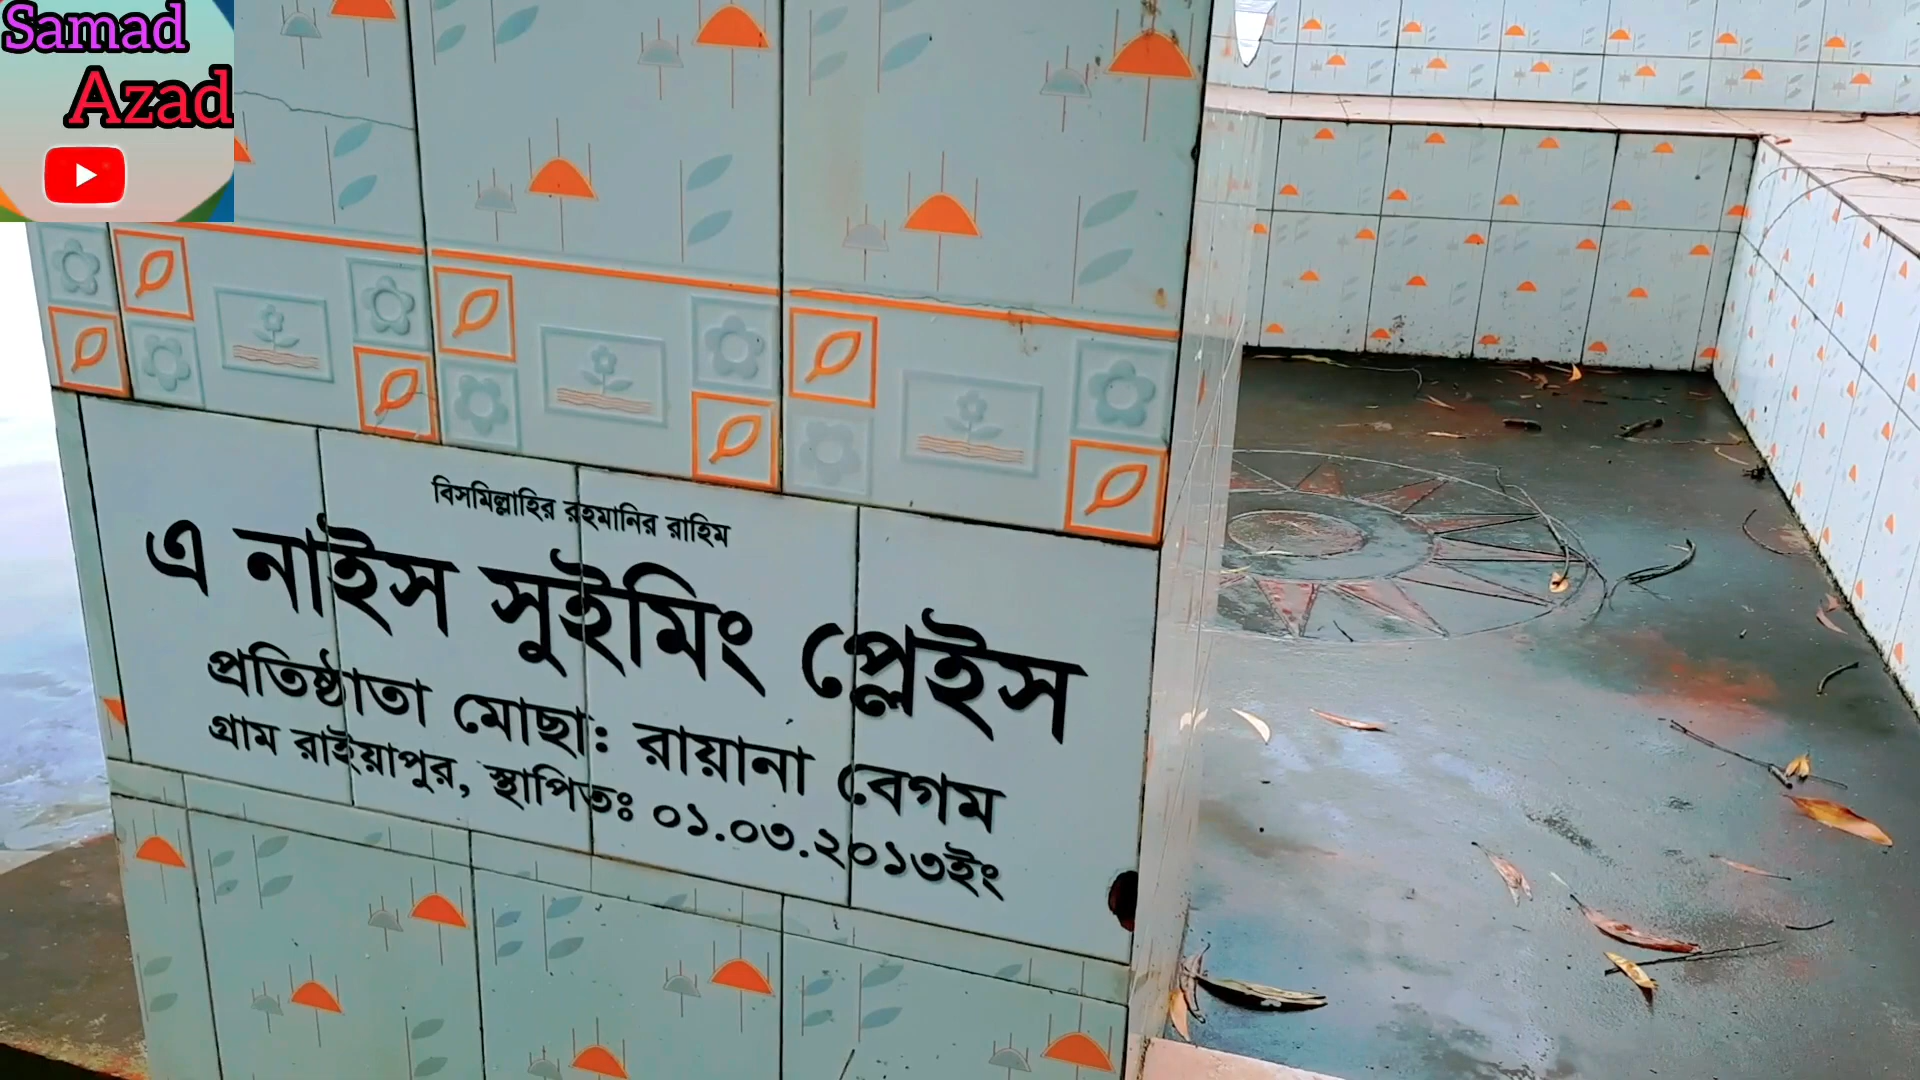 Samad
Azad
বিসমিল্লাহির রহমানির রাহিম
এ নাইস সুইমিং প্লেইস
প্রতিষ্ঠাতা মোছা: রায়ানা বেগম
গ্রাম রাইয়াপুর, স্থাপিতঃ ০১.০৩.২০১৩ইং